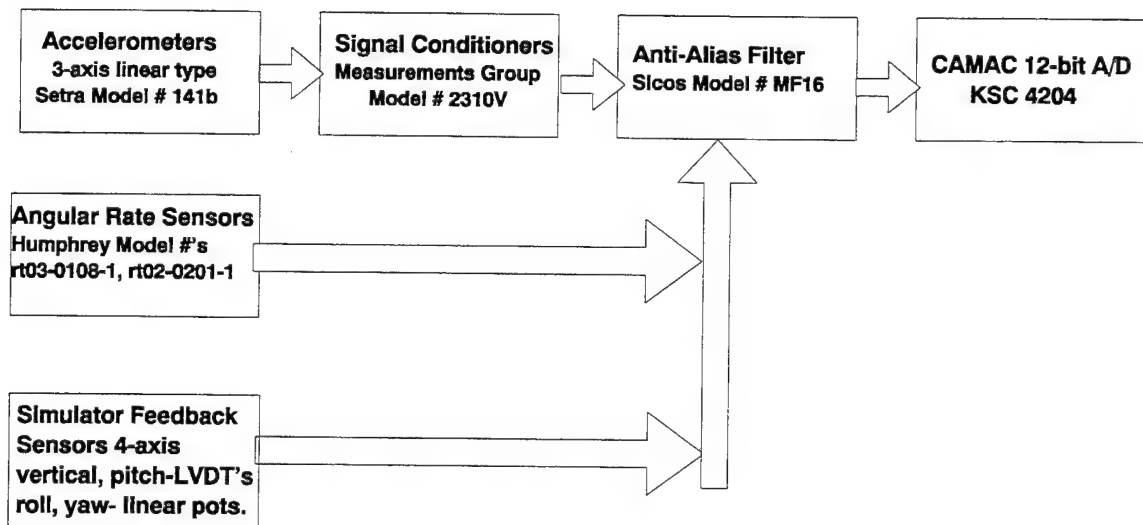 Accelerometers
3-axis linear type
Setra Model # 141b
Signal Conditioners
Measurements Group
Model # 2310V
Anti-Alias Filter
Sicos Model # MF16
CAMAC 12-bit A/D
KSC 4204
Angular Rate Sensors
Humphrey Model #'s
rt03-0108-1, rt02-0201-1
Simulator Feedback
Sensors 4-axis
vertical, pitch-LVDT's
roll, yaw- linear pots.